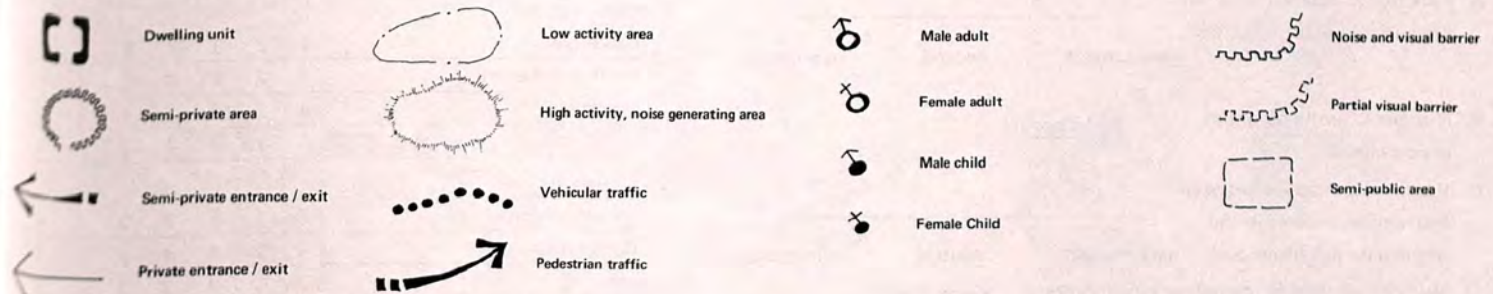 Dwelling unit
Semi-private area
Semi-private entrance / exit
Private entrance / exit
Low activity area
High activity, noise generating area
Vehicular traffic
Pedestrian traffic
Male adult
Female adult
Male child
Female Child
Noise and visual barrier
Partial visual barrier
Semi-public area